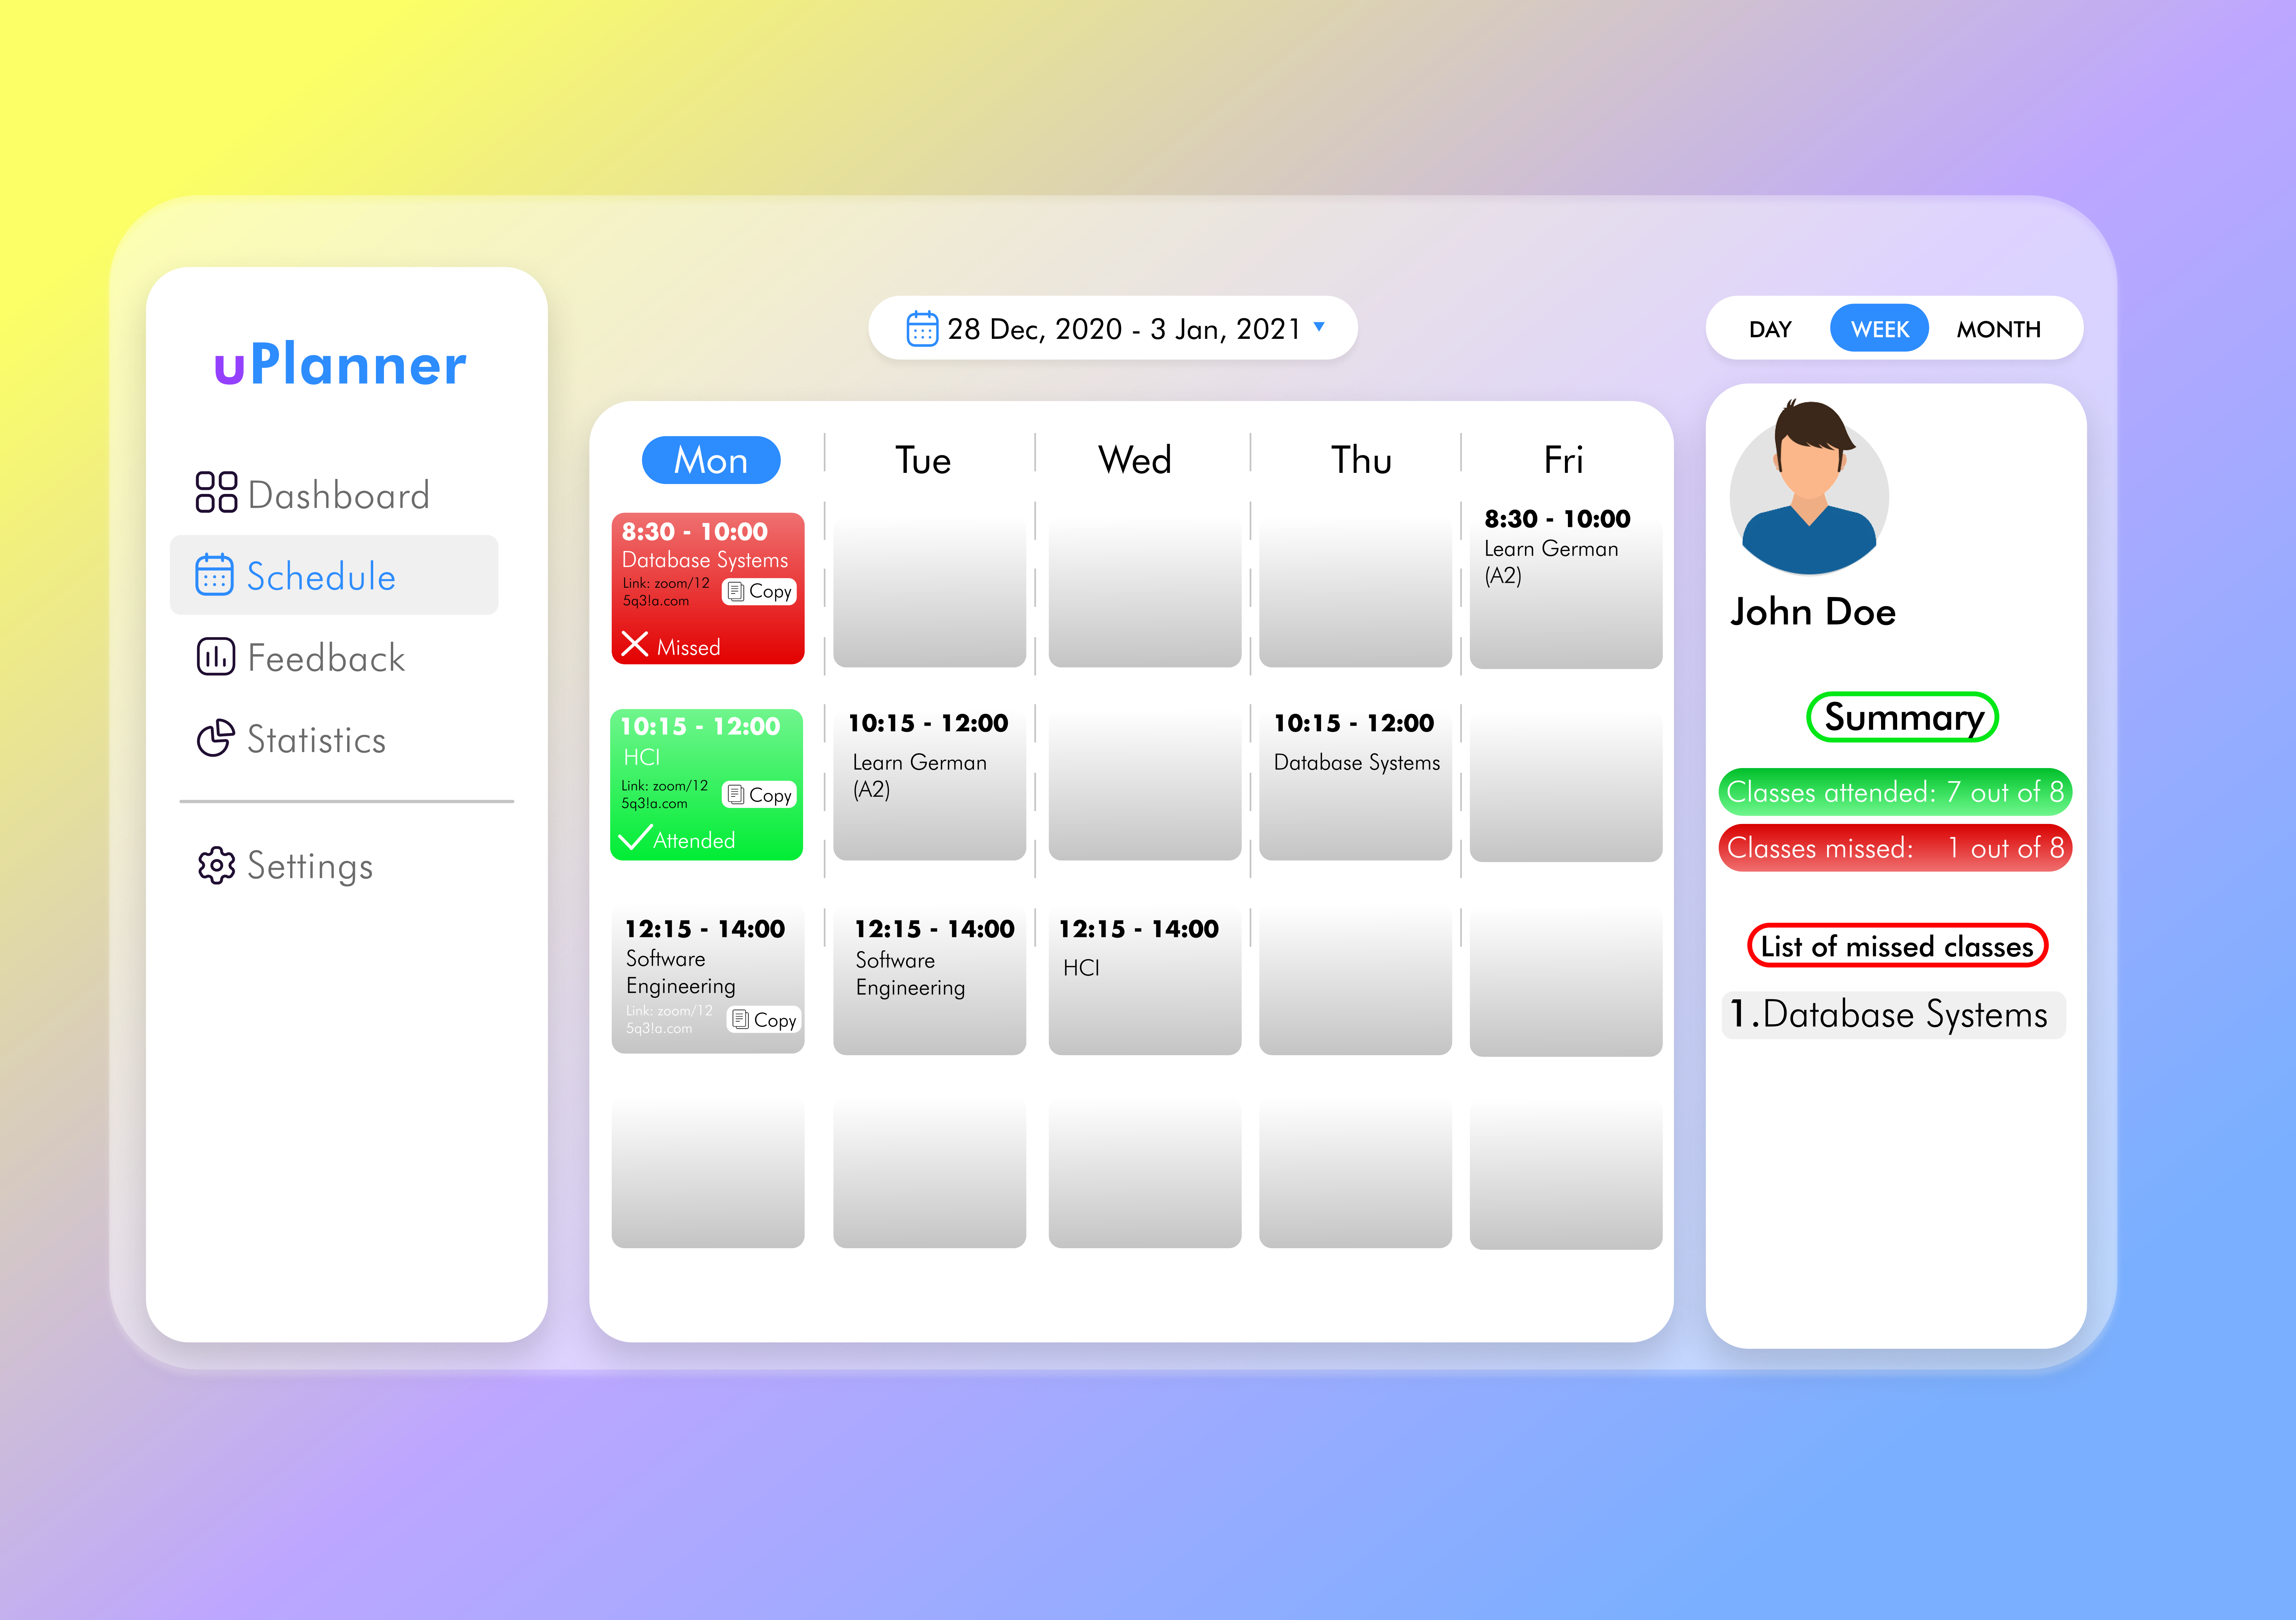 uPlanner
Dashboard
Schedule
Feedback
Statistics
Settings
28 Dec, 2020 - 3 Jan, 2021
DAY WEEK MONTH
Mon Tue Wed Thu Fri
8:30 - 10:00
Database Systems
Link: zoom/12
5q3!a.com
Copy
Missed
8:30 - 10:00
Learn German
(A2)
10:15 - 12:00
HCI
Link: zoom/12
5q3!a.com
Copy
Attended
10:15 - 12:00
Learn German
(A2)
10:15 - 12:00
Database Systems
12:15 - 14:00
Software
Engineering
Link: zoom/12
5q3!a.com
Copy
12:15 - 14:00
Software
Engineering
12:15 - 14:00
HCI
John Doe
Summary
Classes attended: 7 out of 8
Classes missed: 1 out of 8
List of missed classes
1.Database Systems